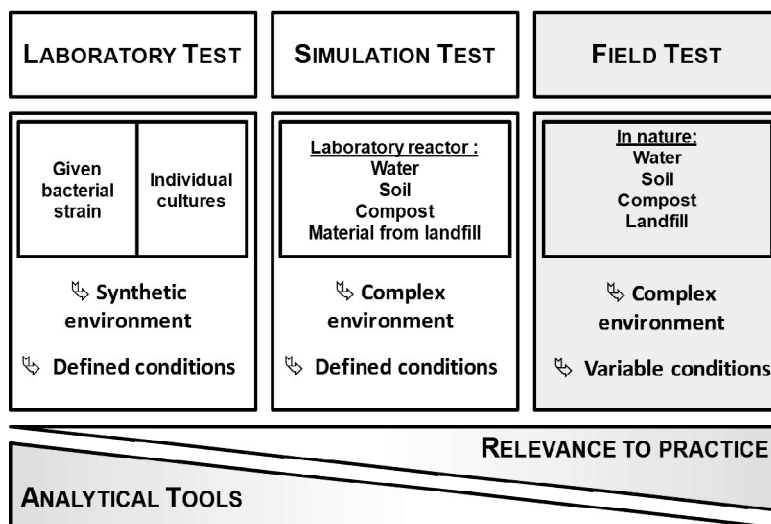 LABORATORY TEST
SIMULATION TEST
FIELD TEST
Given
bacterial
strain
Individual
cultures
Synthetic
environment
Defined conditions
Laboratory reactor :
Water
Soil
Compost
Material from landfill
Complex
environment
Defined conditions
In nature:
Water
Soil
Compost
Landfill
Complex
environment
Variable conditions
RELEVANCE TO PRACTICE
ANALYTICAL TOOLS